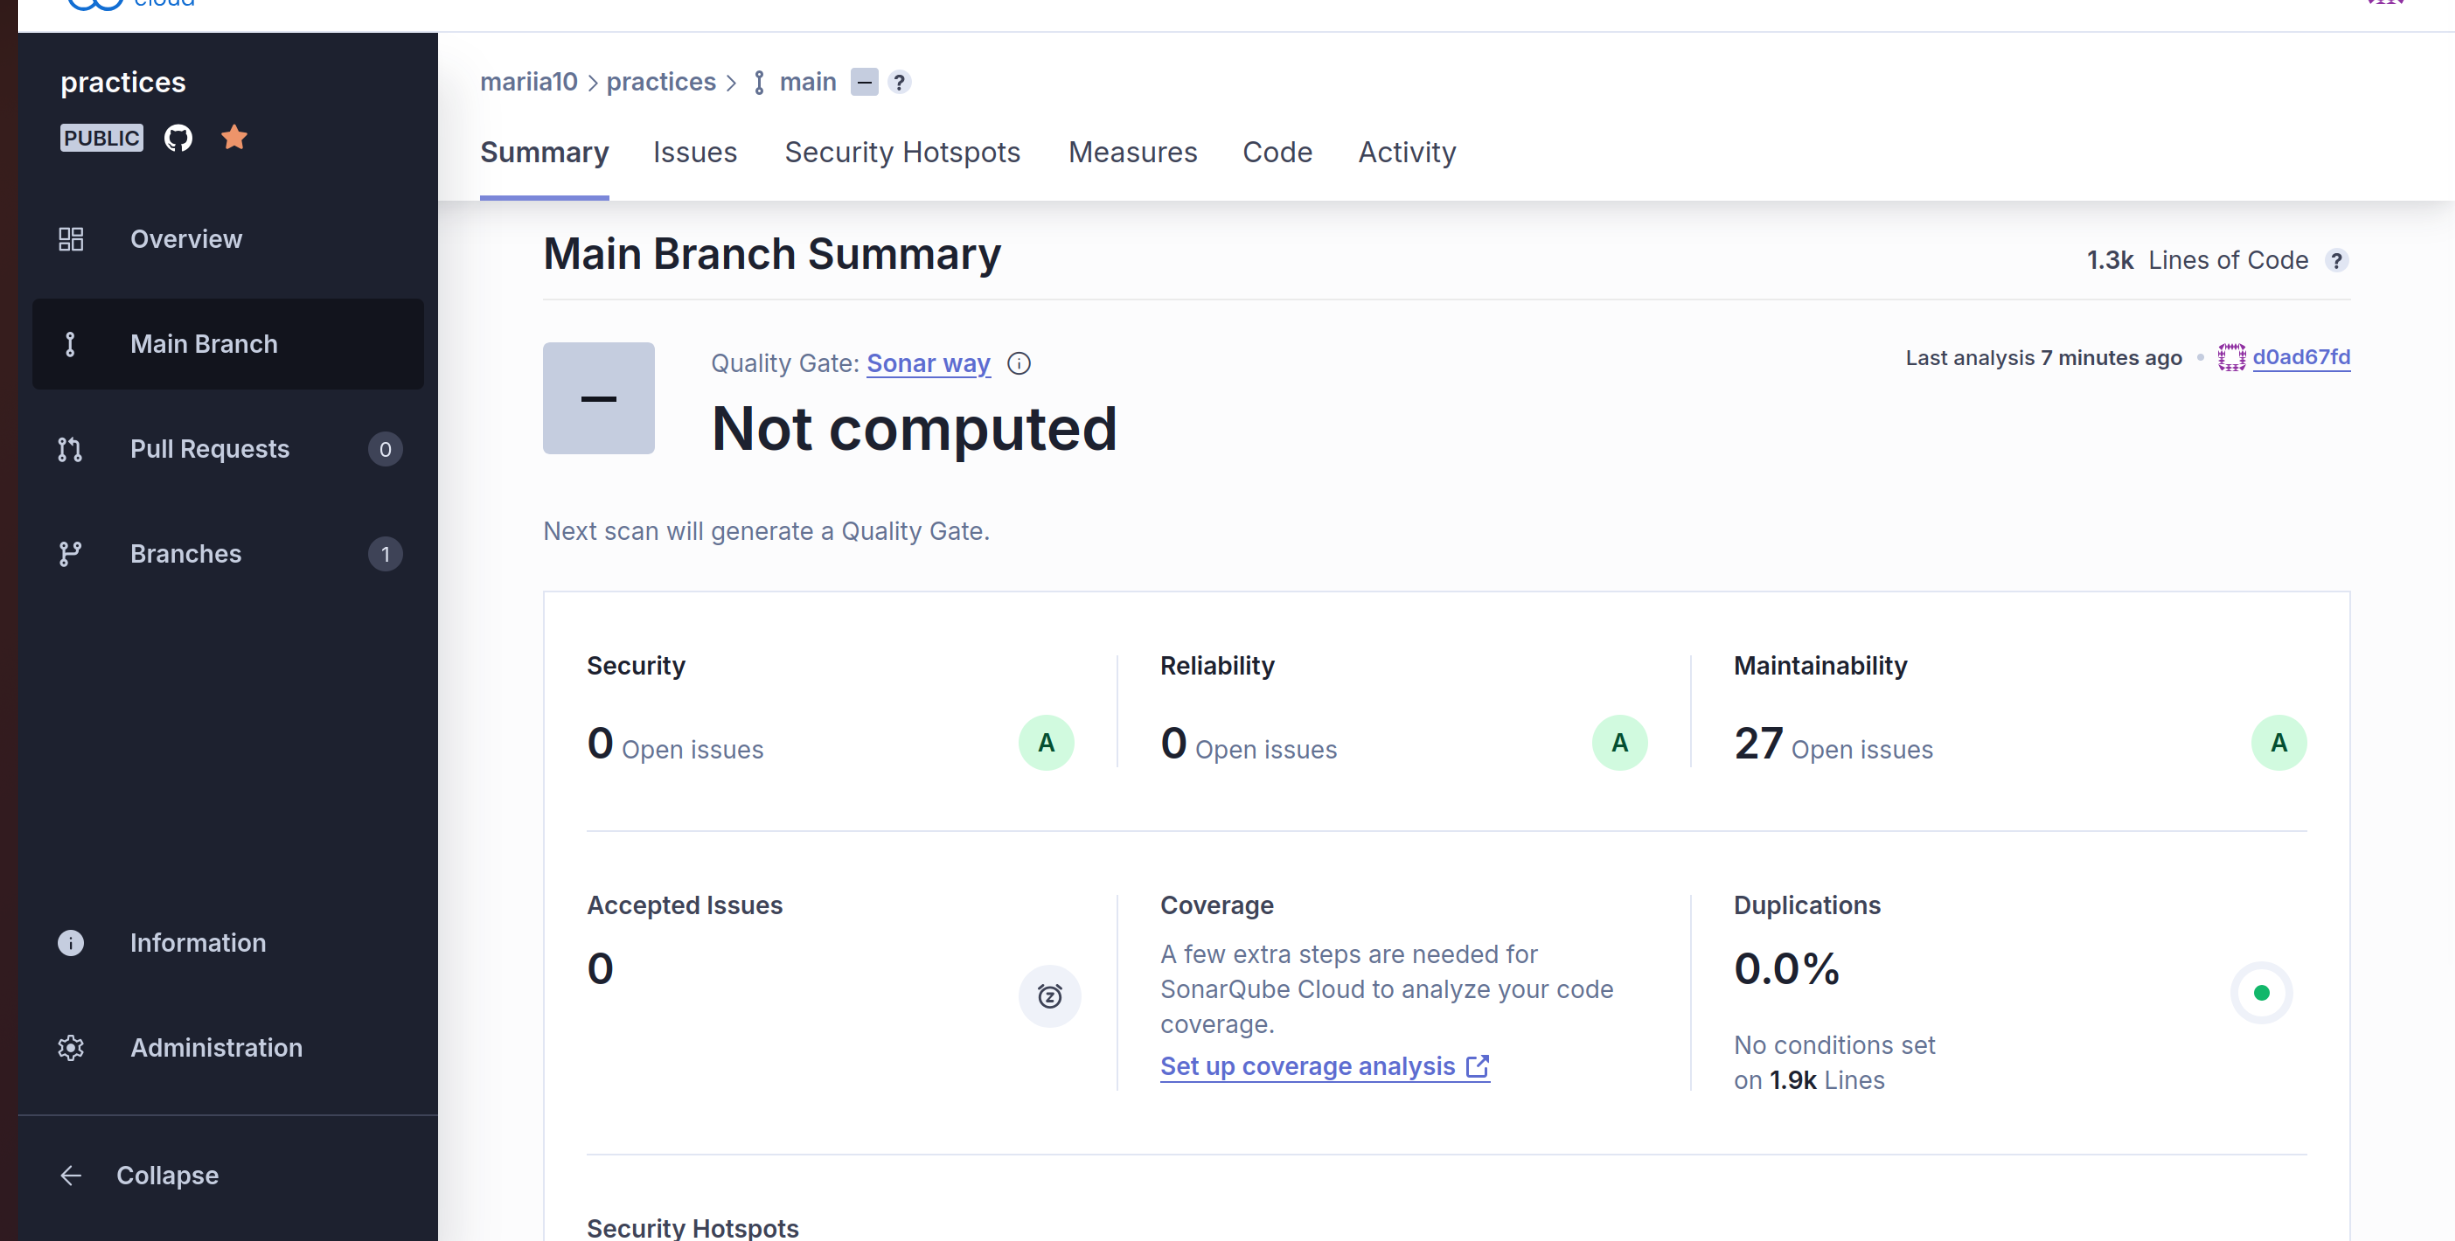 cloud
practices
PUBLIC
Overview
Main Branch
Pull Requests 0
Branches 1
Information
Administration
Collapse
mariia10 > practices > main – ?
Summary Issues Security Hotspots Measures Code Activity
Main Branch Summary
1.3k Lines of Code ?
Quality Gate: Sonar way
Not computed
Last analysis 7 minutes ago • d0ad67fd
Next scan will generate a Quality Gate.
Security
0 Open issues A
Reliability
0 Open issues A
Maintainability
27 Open issues A
Accepted Issues
0
Coverage
A few extra steps are needed for
SonarQube Cloud to analyze your code
coverage.
Set up coverage analysis
Duplications
0.0%
No conditions set
on 1.9k Lines
Security Hotspots